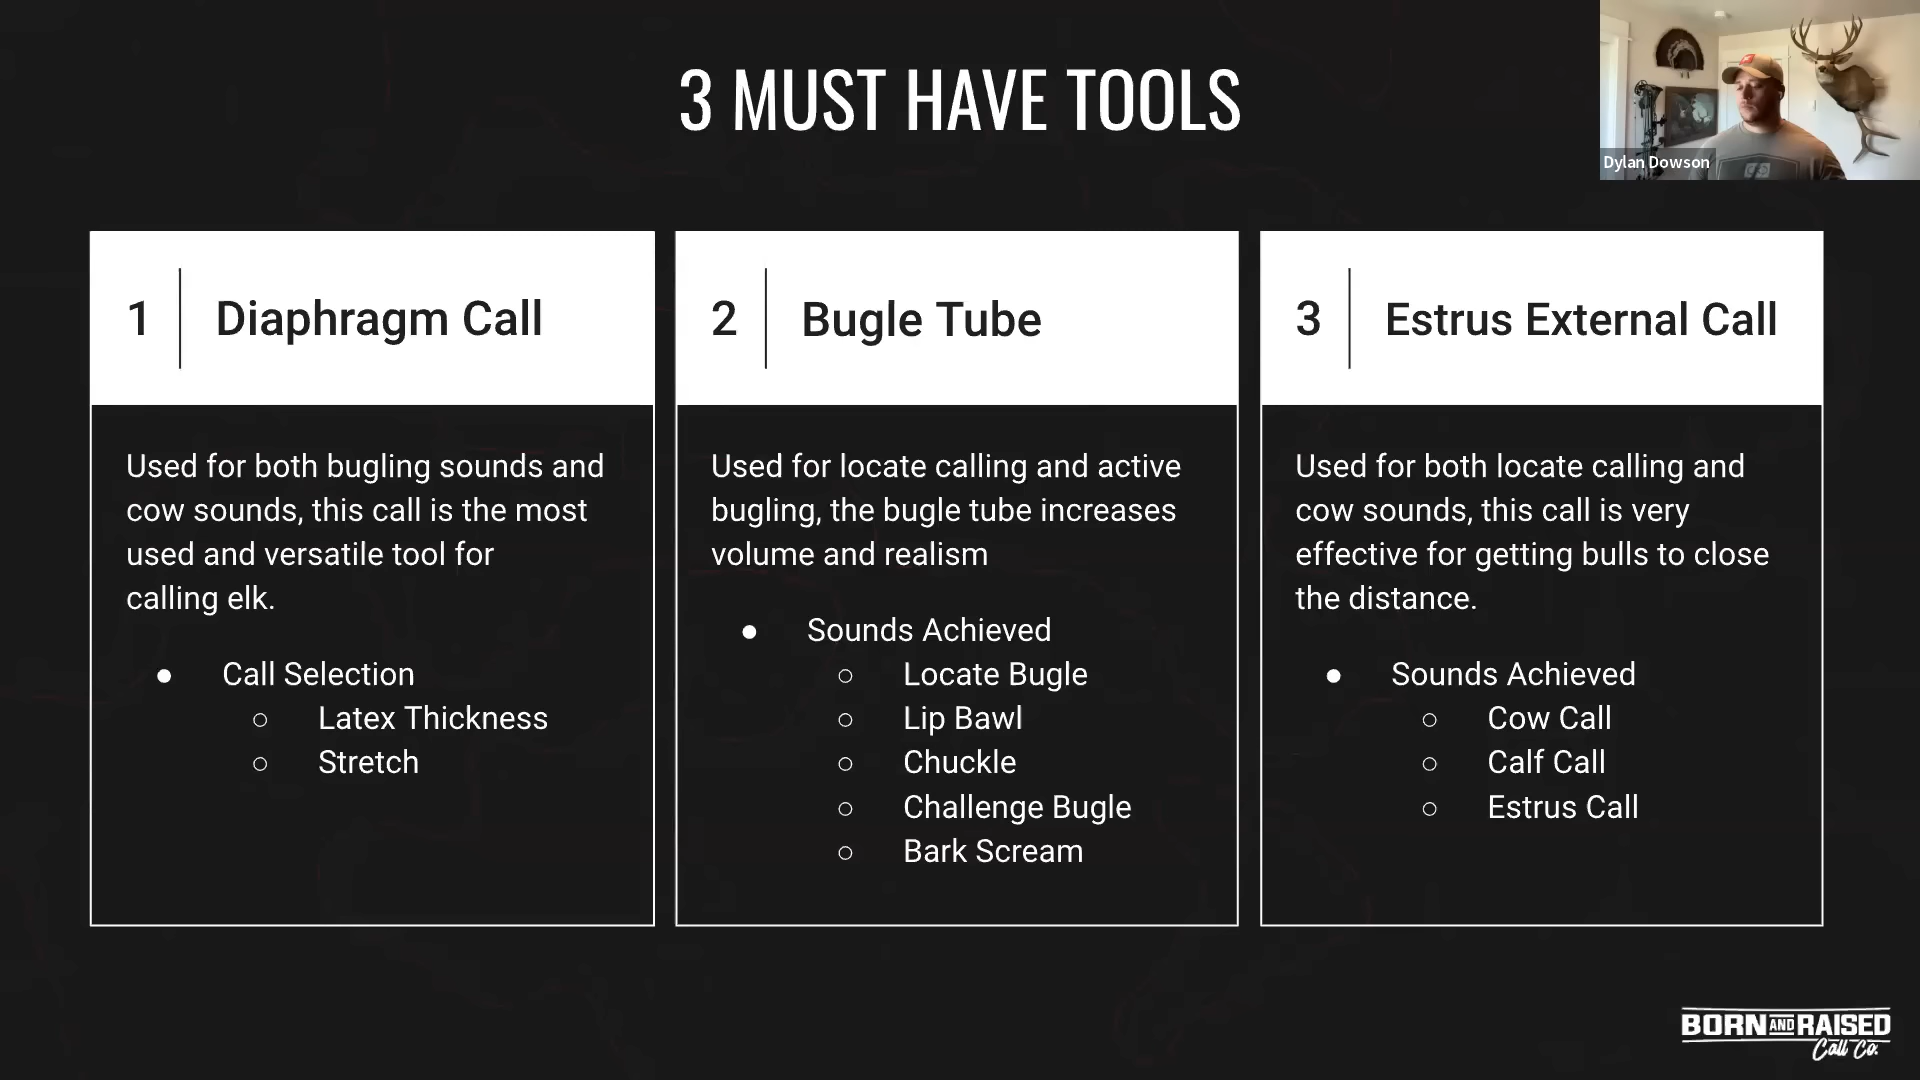 3 MUST HAVE TOOLS
Dylan Dowson
1
Diaphragm Call
Used for both bugling sounds and
cow sounds, this call is the most
used and versatile tool for
calling elk.
● Call Selection
○ Latex Thickness
○ Stretch
2
Bugle Tube
Used for locate calling and active
bugling, the bugle tube increases
volume and realism
● Sounds Achieved
○ Locate Bugle
○ Lip Bawl
○ Chuckle
○ Challenge Bugle
○ Bark Scream
3
Estrus External Call
Used for both locate calling and
cow sounds, this call is very
effective for getting bulls to close
the distance.
● Sounds Achieved
○ Cow Call
○ Calf Call
○ Estrus Call
BORN AND RAISED
Call Co.